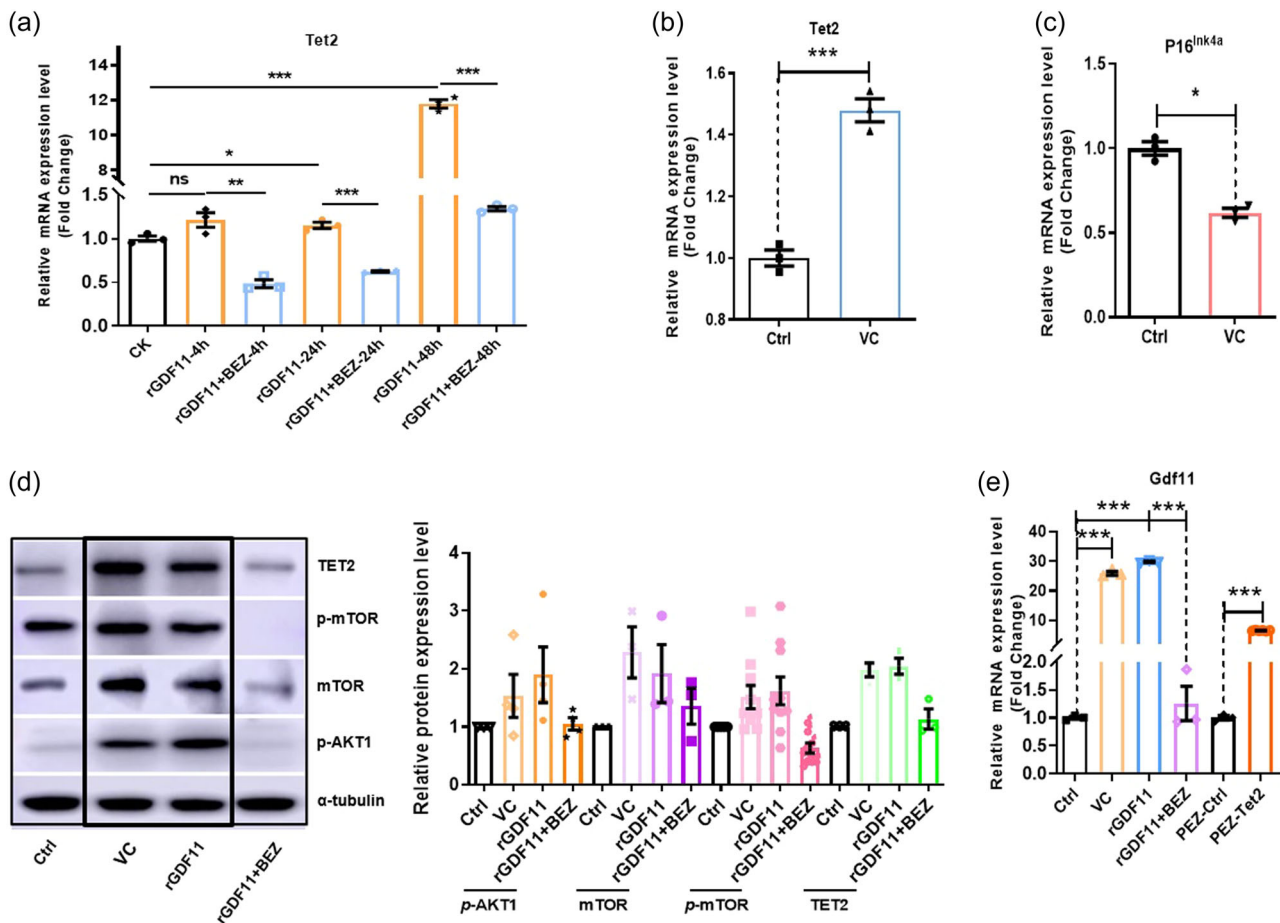 (a)
Tet2
Relative mRNA expression level
(Fold Change)
12
10
8
1.5
1.0
0.5
0.0
***
***
*
ns
**
***
CK
rGDF11-4h
rGDF11+BEZ-4h
rGDF11-24h
rGDF11+BEZ-24h
rGDF11-48h
rGDF11+BEZ-48h
(b)
Tet2
Relative mRNA expression level
(Fold Change)
1.6
1.4
1.2
1.0
0.8
***
Ctrl
VC
(c)
P16Ink4a
Relative mRNA expression level
(Fold Change)
1.5
1.0
0.5
0.0
*
Ctrl
VC
(d)
TET2
p-mTOR
mTOR
p-AKT1
α-tubulin
Ctrl
VC
rGDF11
rGDF11+BEZ
Relative protein expression level
4
3
2
1
0
Ctrl
VC
rGDF11
rGDF11+BEZ
Ctrl
VC
rGDF11
rGDF11+BEZ
Ctrl
VC
rGDF11
rGDF11+BEZ
Ctrl
VC
rGDF11
rGDF11+BEZ
p-AKT1
mTOR
p-mTOR
TET2
(e)
Gdf11
Relative mRNA expression level
(Fold Change)
40
30
20
10
2.0
1.5
1.0
0.5
0.0
***
***
***
***
Ctrl
VC
rGDF11
rGDF11+BEZ
PEZ-Ctrl
PEZ-Tet2